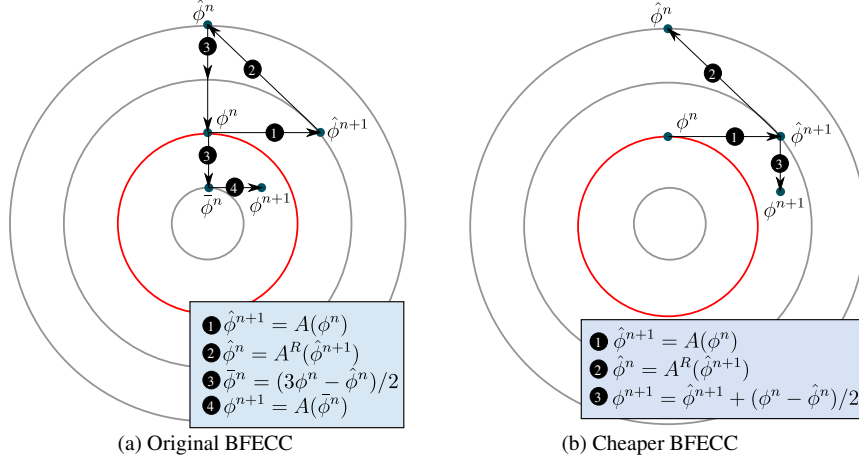 φ̂ⁿ
3
2
φⁿ
1
φ̂ⁿ⁺¹
3
4
φ̄ⁿ
φⁿ⁺¹
1 φ̂ⁿ⁺¹ = A(φⁿ)
2 φ̂ⁿ = Aᴿ(φ̂ⁿ⁺¹)
3 φ̄ⁿ = (3φⁿ − φ̂ⁿ)/2
4 φⁿ⁺¹ = A(φ̄ⁿ)
(a) Original BFECC
φ̂ⁿ
2
φⁿ
1
φ̂ⁿ⁺¹
3
φⁿ⁺¹
1 φ̂ⁿ⁺¹ = A(φⁿ)
2 φ̂ⁿ = Aᴿ(φ̂ⁿ⁺¹)
3 φⁿ⁺¹ = φ̂ⁿ⁺¹ + (φⁿ − φ̂ⁿ)/2
(b) Cheaper BFECC